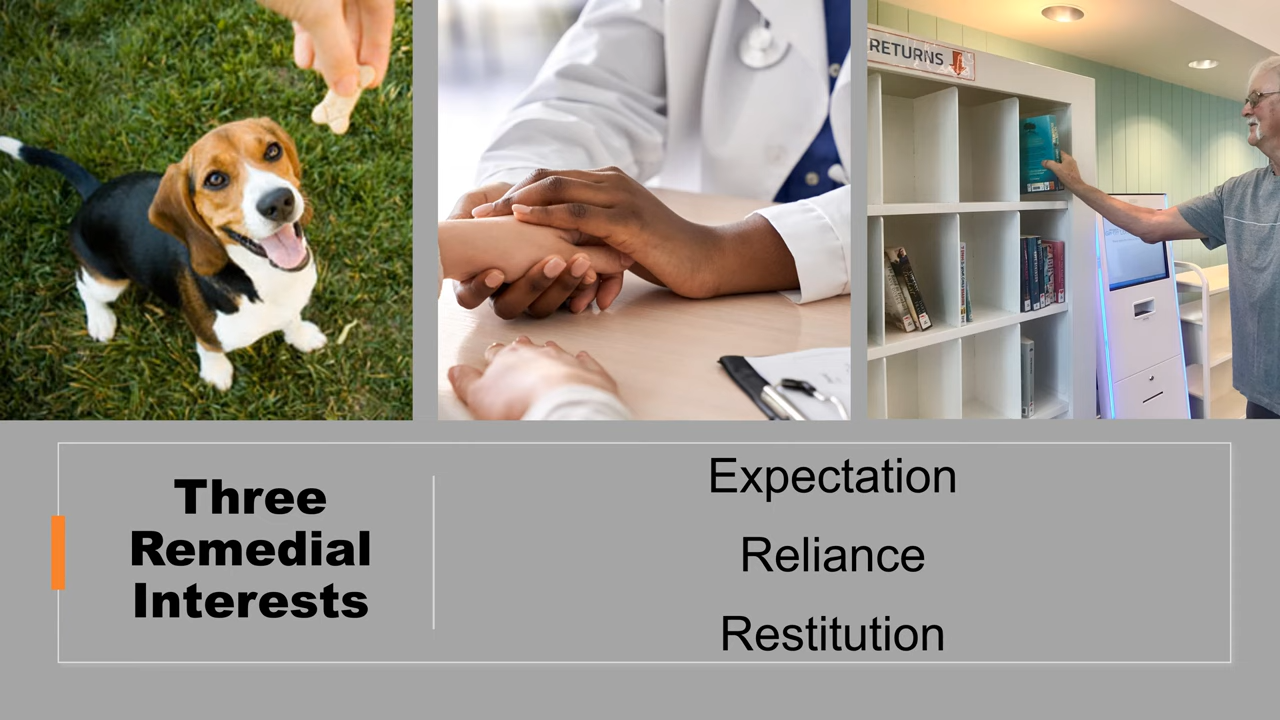 RETURNS
Three
Remedial
Interests
Expectation
Reliance
Restitution